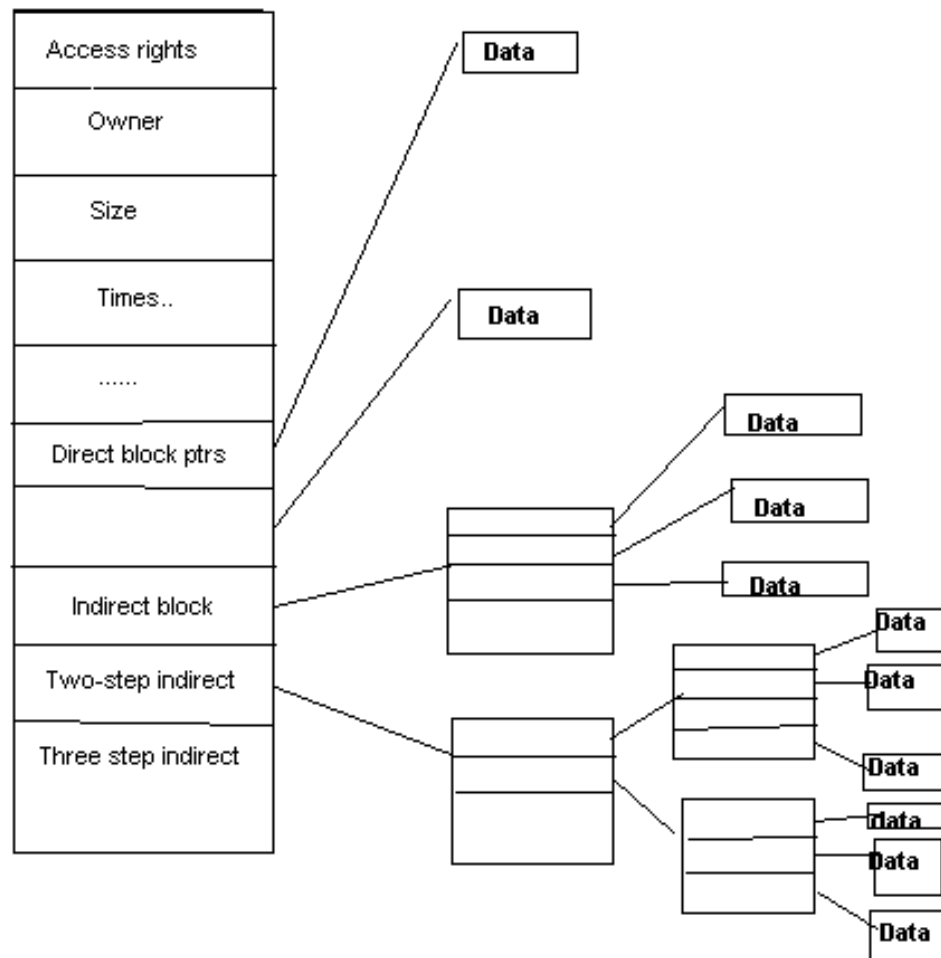 Access rights
Owner
Size
Times..
......
Direct block ptrs
Indirect block
Two-step indirect
Three step indirect
Data
Data
Data
Data
Data
Data
Data
Data
data
Data
Data